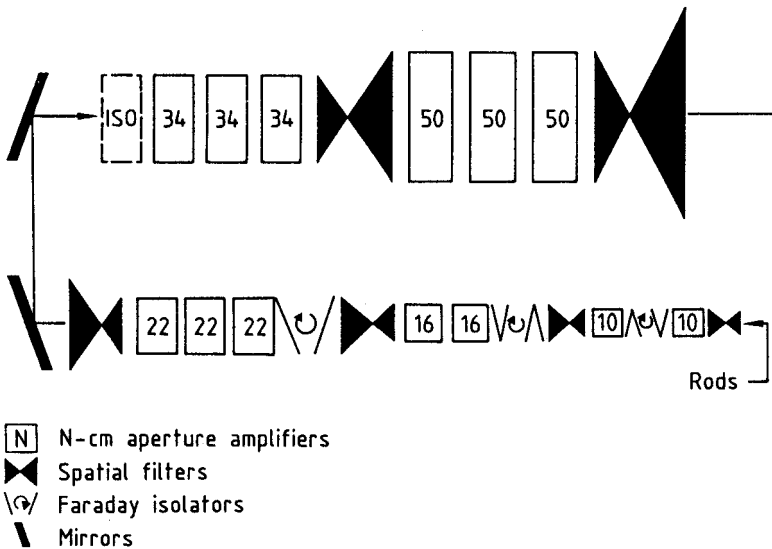 ISO 34 34 34 50 50 50
22 22 22 16 16 10 10
Rods
N N-cm aperture amplifiers
Spatial filters
Faraday isolators
Mirrors